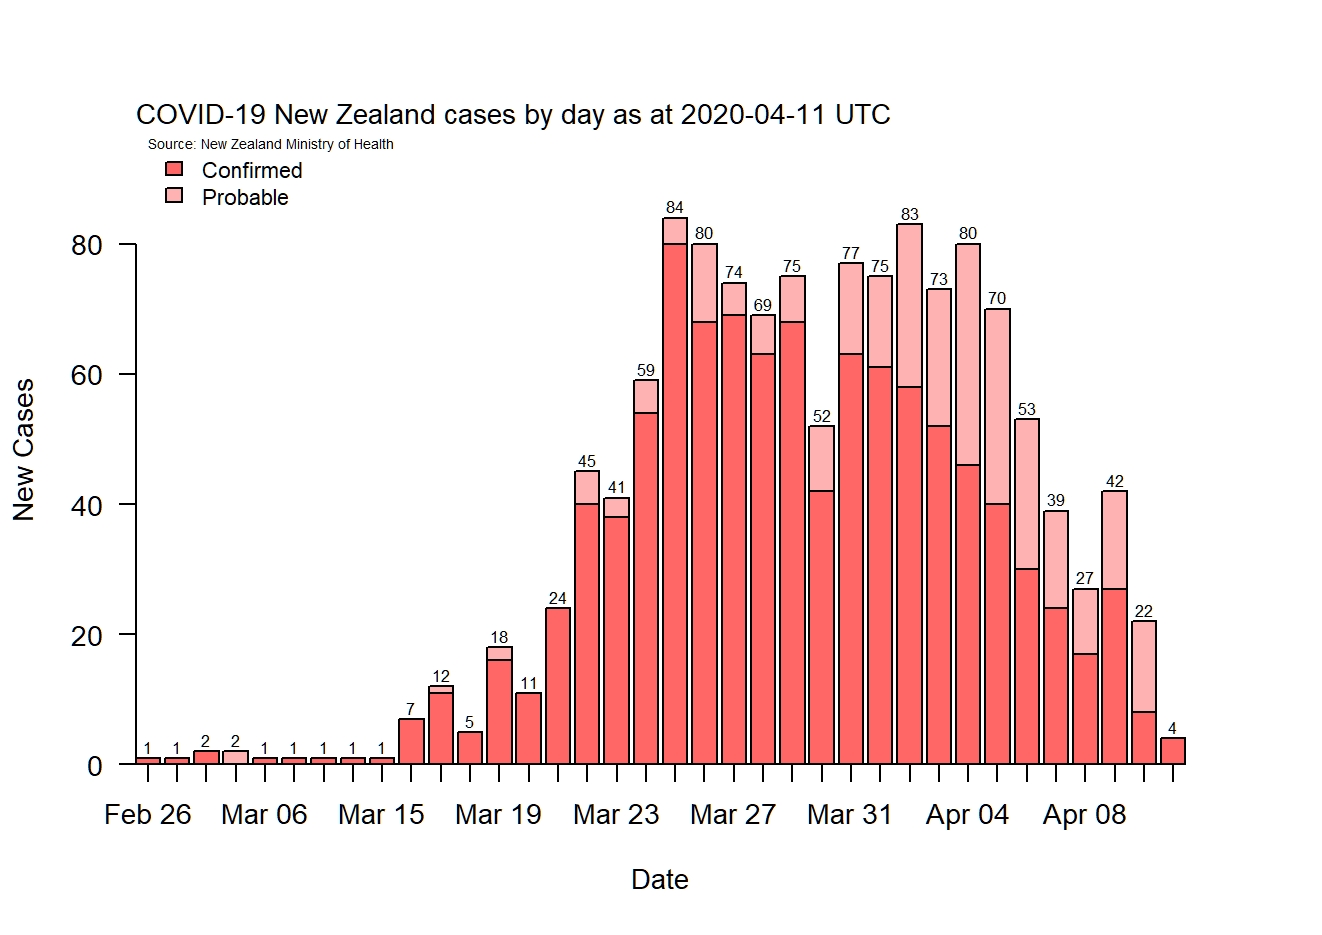 COVID-19 New Zealand cases by day as at 2020-04-11 UTC
Source: New Zealand Ministry of Health
Confirmed
Probable
New Cases
80
60
40
20
0
1 1 2 2 1 1 1 1 1 7 12 5 18 11 24 45 41 59 84 80 74 69 75 52 77 75 83 73 80 70 53 39 27 42 22 4
Feb 26 Mar 06 Mar 15 Mar 19 Mar 23 Mar 27 Mar 31 Apr 04 Apr 08
Date